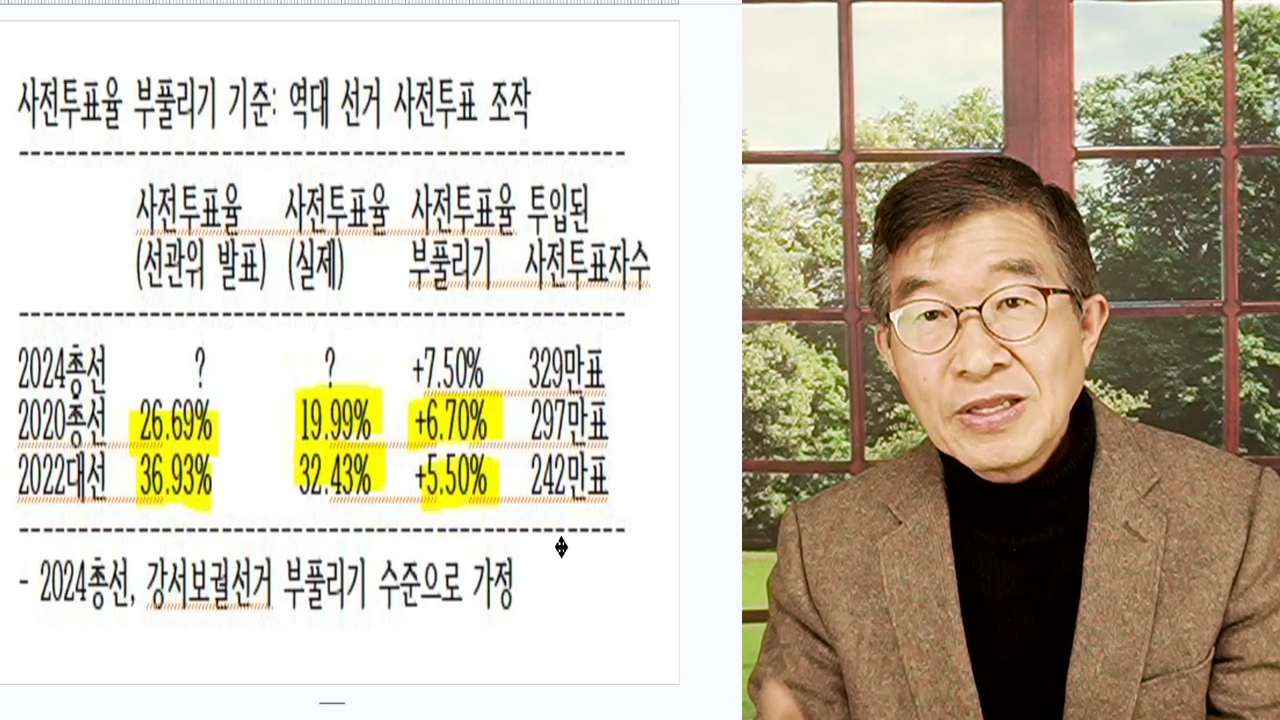 사전투표율 부풀리기 기준: 역대 선거 사전투표 조작
사전투표율 사전투표율 사전투표율 투입된
(선관위 발표) (실제) 부풀리기 사전투표자수
2024총선 ? ? +7.50% 329만표
2020총선 26.69% 19.99% +6.70% 297만표
2022대선 36.93% 32.43% +5.50% 242만표
- 2024총선, 강서보궐선거 부풀리기 수준으로 가정